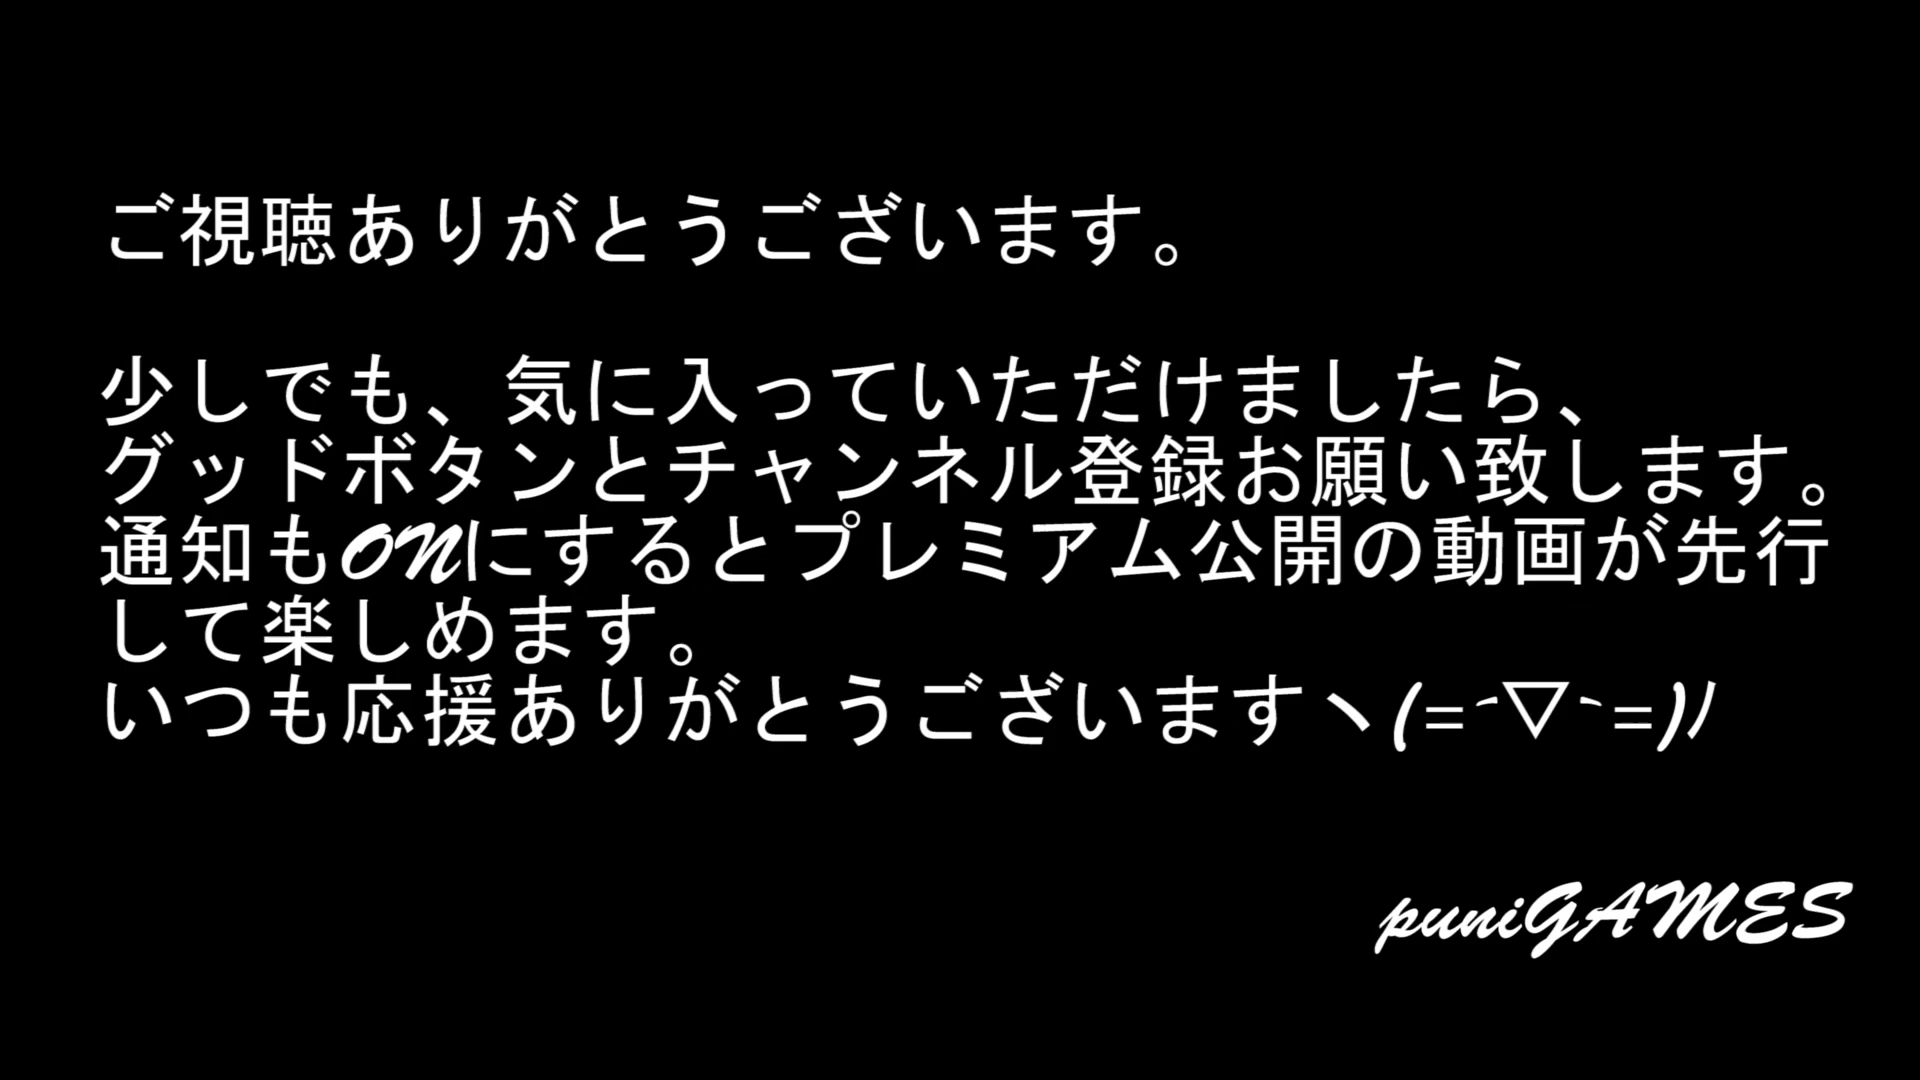 ご視聴ありがとうございます。
少しでも、気に入っていただけましたら、
グッドボタンとチャンネル登録お願い致します。
通知もONにするとプレミアム公開の動画が先行
して楽しめます。
いつも応援ありがとうございますヽ(=´▽`=)ﾉ
puniGAMES